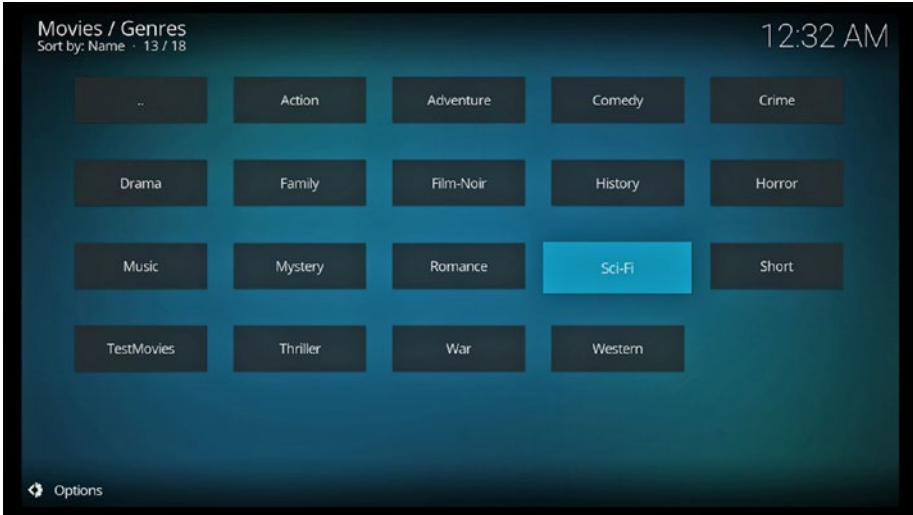 Movies / Genres
Sort by: Name · 13 / 18
12:32 AM
..
Action
Adventure
Comedy
Crime
Drama
Family
Film-Noir
History
Horror
Music
Mystery
Romance
Sci-Fi
Short
TestMovies
Thriller
War
Western
Options